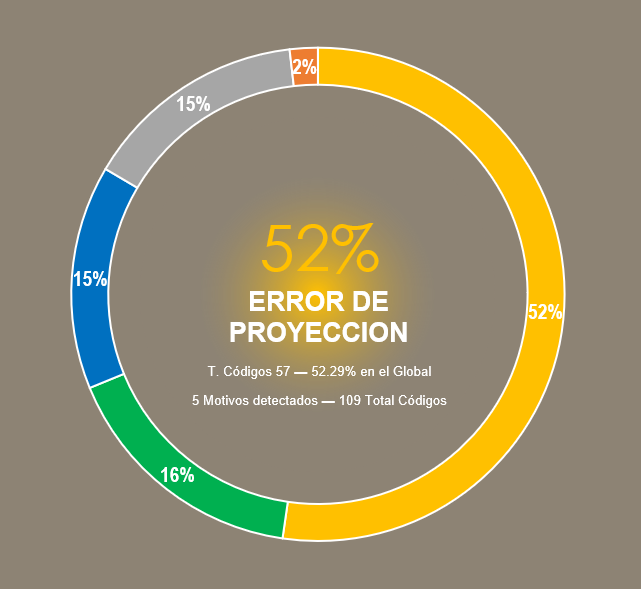 2%
15%
15%
52%
ERROR DE
PROYECCION
52%
T. Códigos 57 — 52.29% en el Global
5 Motivos detectados — 109 Total Códigos
16%